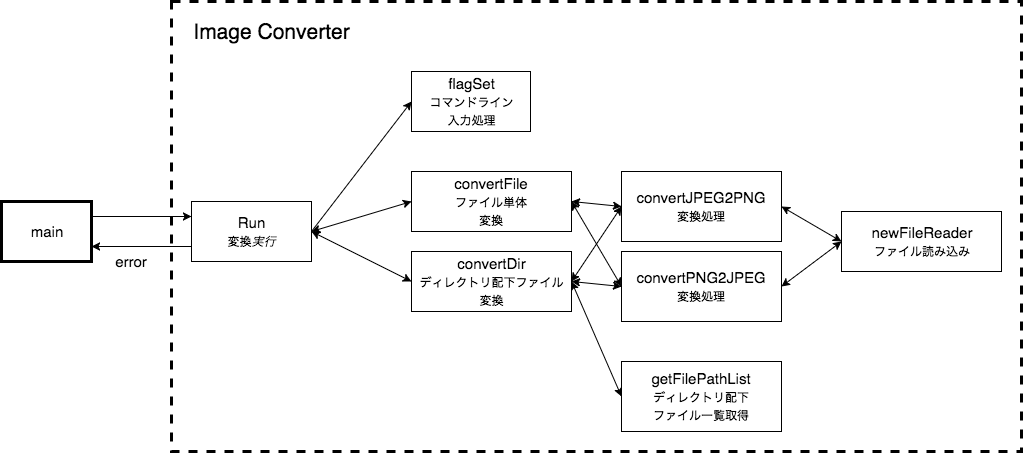 Image Converter
flagSet
コマンドライン
入力処理
main
error
Run
変換実行
convertFile
ファイル単体
変換
convertDir
ディレクトリ配下ファイル
変換
convertJPEG2PNG
変換処理
convertPNG2JPEG
変換処理
getFilePathList
ディレクトリ配下
ファイル一覧取得
newFileReader
ファイル読み込み